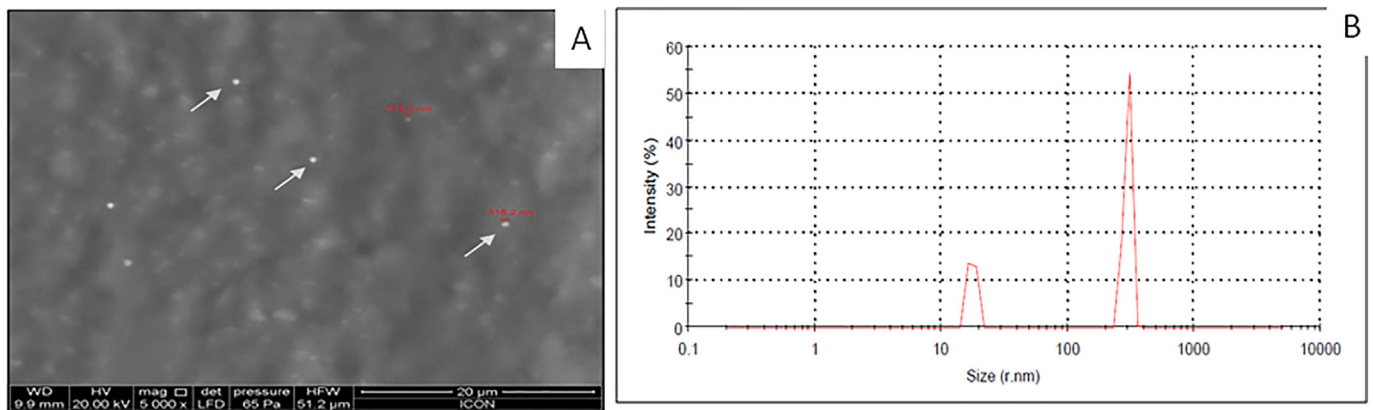 A
318.2 nm
WD HV mag det pressure HFW 20 µm
9.9 mm 20.00 kV 5 000 x LFD 65 Pa 51.2 µm ICON
B
60
50
40
30
20
10
0
Intensity (%)
0.1 1 10 100 1000 10000
Size (r.nm)